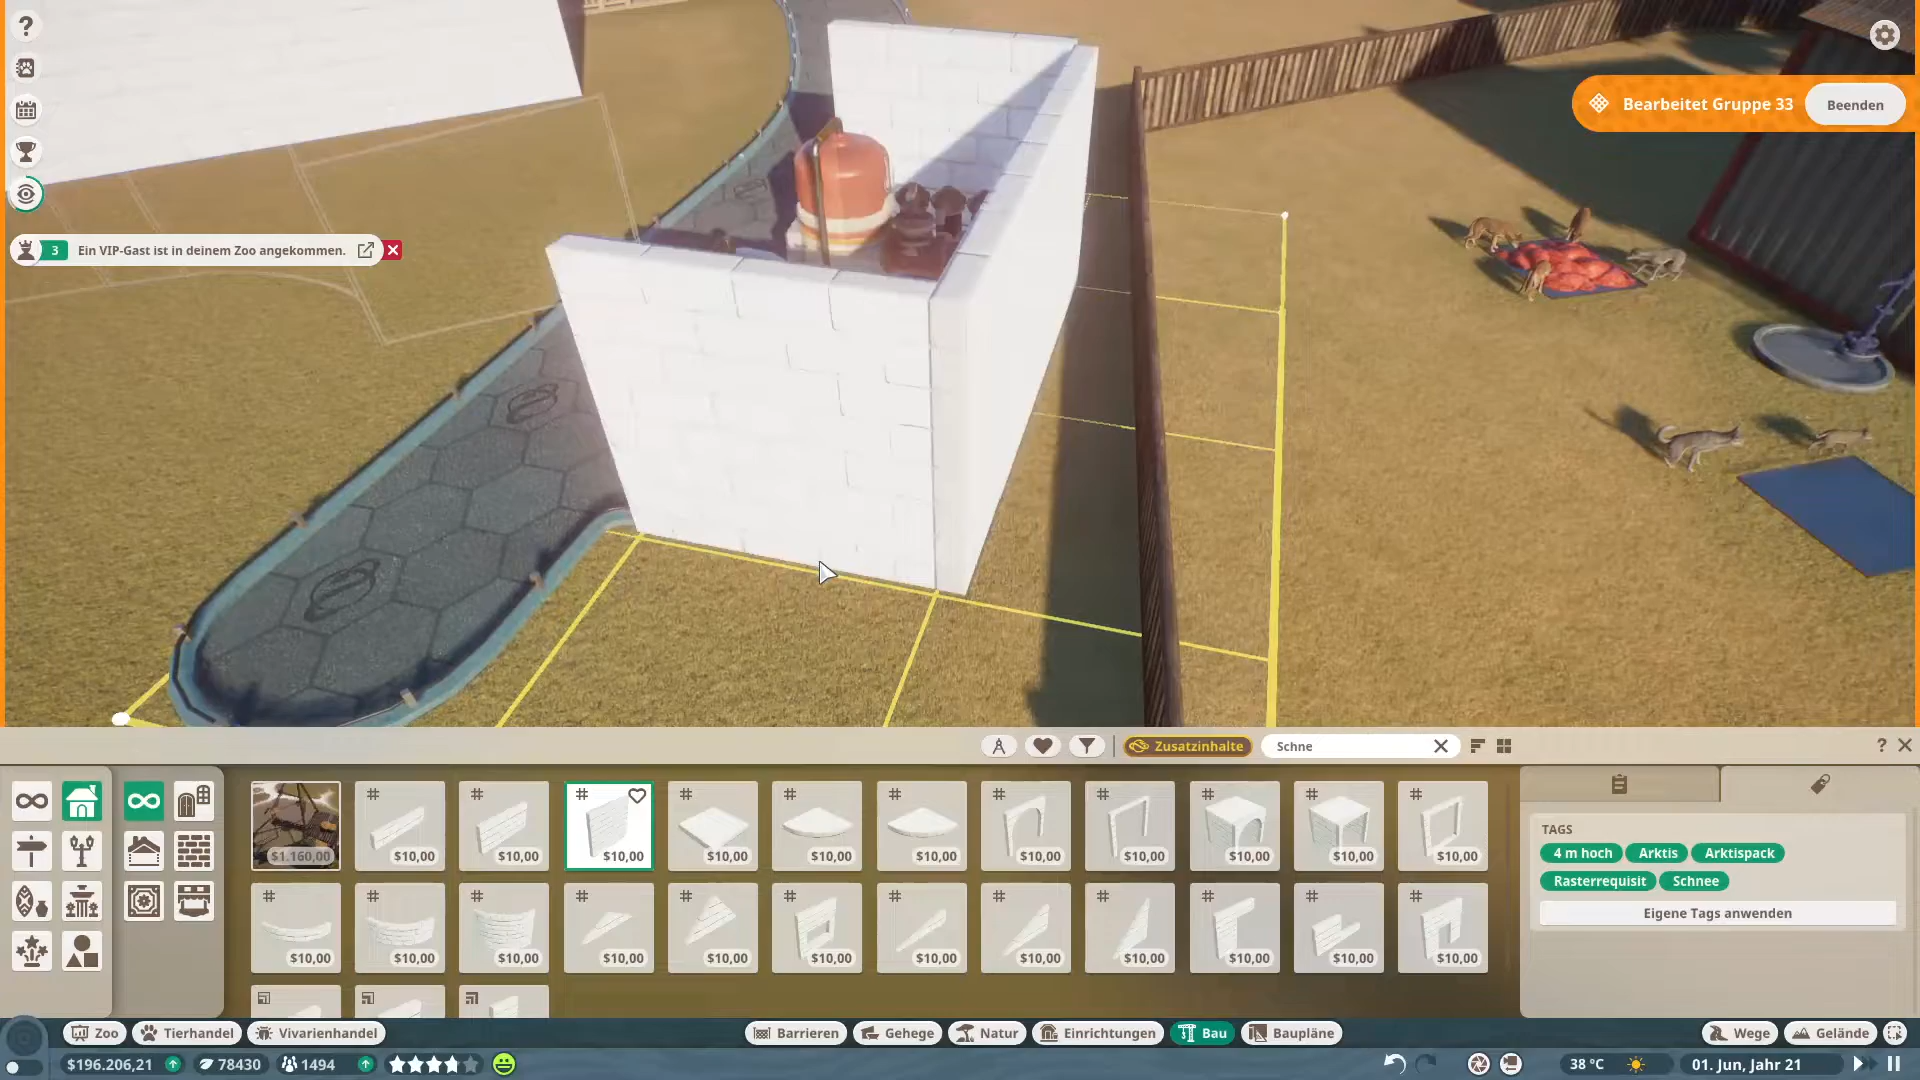 ?
Bearbeitet Gruppe 33
Beenden
3 Ein VIP-Gast ist in deinem Zoo angekommen.
Zusatzinhalte
Schne
?
$1.160,00 $10,00 $10,00 $10,00 $10,00 $10,00 $10,00 $10,00 $10,00 $10,00 $10,00 $10,00
$10,00 $10,00 $10,00 $10,00 $10,00 $10,00 $10,00 $10,00 $10,00 $10,00 $10,00 $10,00
TAGS
4 m hoch Arktis Arktispack
Rasterrequisit Schnee
Eigene Tags anwenden
Zoo Tierhandel Vivarienhandel Barrieren Gehege Natur Einrichtungen Bau Baupläne Wege Gelände
$196.206,21 78430 1494 38 °C 01. Jun, Jahr 21